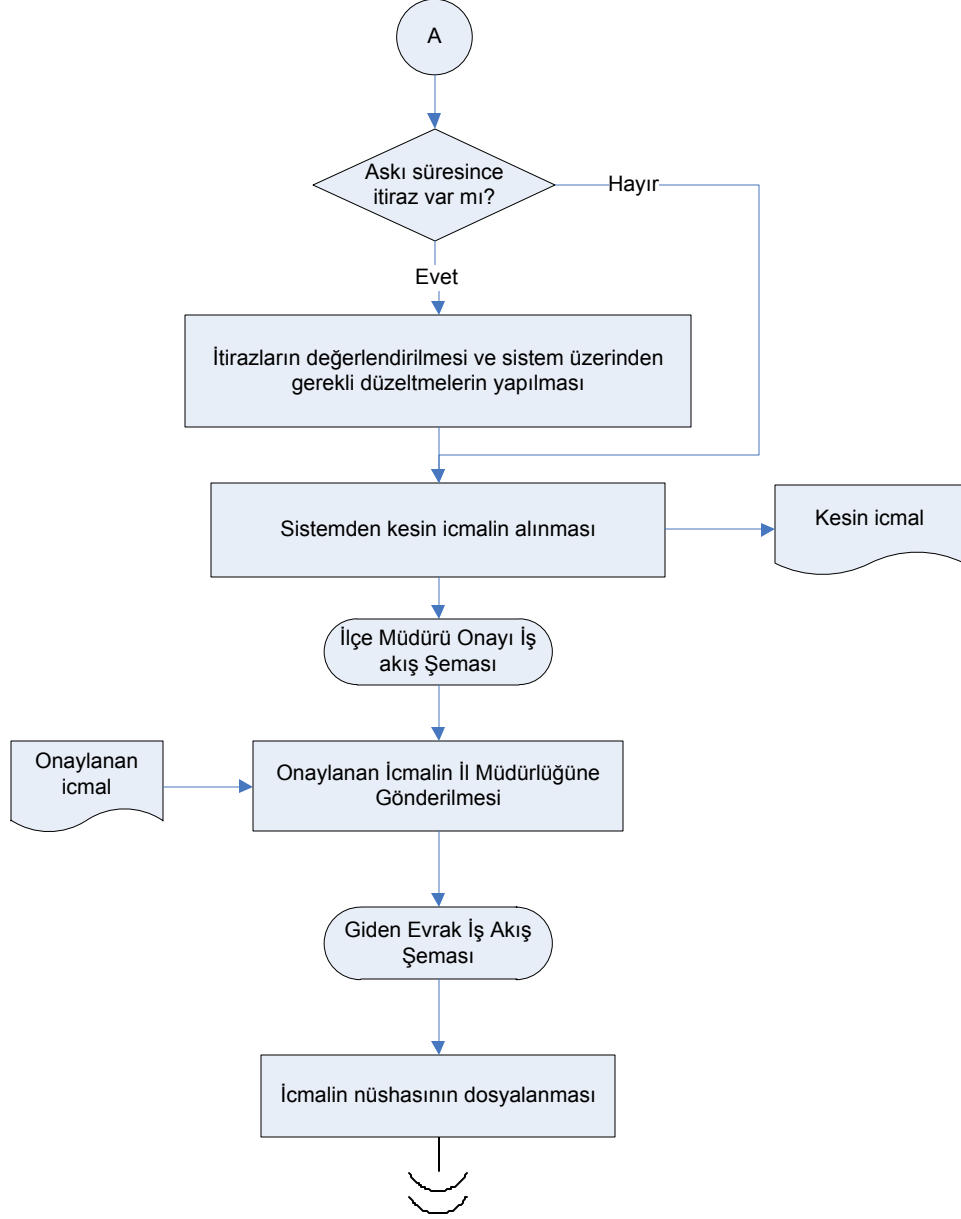 A
Askı süresince
itiraz var mı?
Hayır
Evet
İtirazların değerlendirilmesi ve sistem üzerinden
gerekli düzeltmelerin yapılması
Sistemden kesin icmalin alınması
Kesin icmal
İlçe Müdürü Onayı İş
akış Şeması
Onaylanan
icmal
Onaylanan İcmalin İl Müdürlüğüne
Gönderilmesi
Giden Evrak İş Akış
Şeması
İcmalin nüshasının dosyalanması